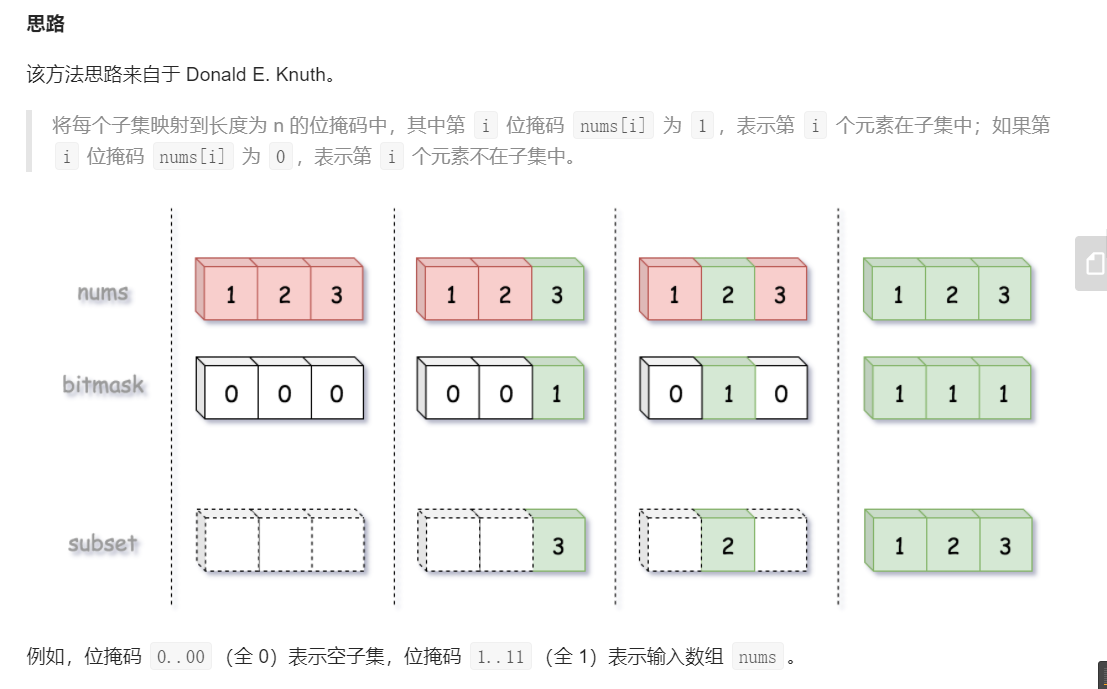 思路
该方法思路来自于 Donald E. Knuth。
将每个子集映射到长度为 n 的位掩码中，其中第 i 位掩码 nums[i] 为 1，表示第 i 个元素在子集中；如果第
i 位掩码 nums[i] 为 0，表示第 i 个元素不在子集中。
nums 1 2 3 1 2 3 1 2 3 1 2 3
bitmask 0 0 0 0 0 1 0 1 0 1 1 1
subset 3 2 1 2 3
例如，位掩码 0..00 （全 0）表示空子集，位掩码 1..11 （全 1）表示输入数组 nums 。